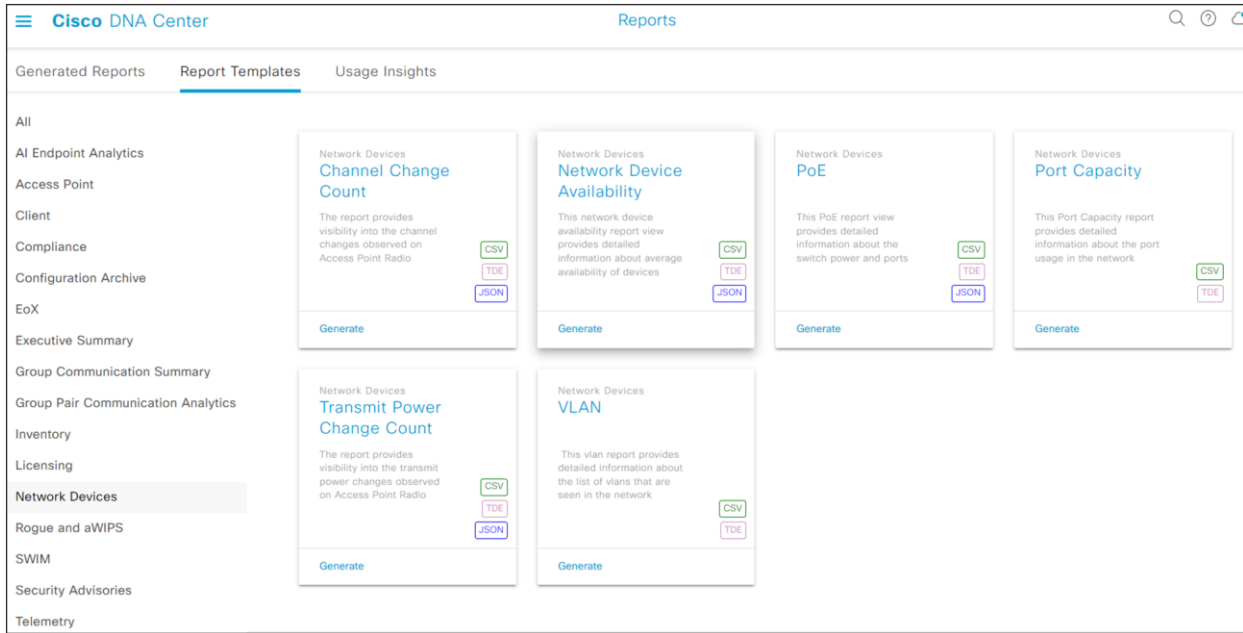 Cisco DNA Center
Reports
Generated Reports
Report Templates
Usage Insights
All
AI Endpoint Analytics
Access Point
Client
Compliance
Configuration Archive
EoX
Executive Summary
Group Communication Summary
Group Pair Communication Analytics
Inventory
Licensing
Network Devices
Rogue and aWIPS
SWIM
Security Advisories
Telemetry
Network Devices
Channel Change
Count
The report provides
visibility into the channel
changes observed on
Access Point Radio
CSV
TDE
JSON
Generate
Network Devices
Network Device
Availability
This network device
availability report view
provides detailed
information about average
availability of devices
CSV
TDE
JSON
Generate
Network Devices
PoE
This PoE report view
provides detailed
information about the
switch power and ports
CSV
TDE
JSON
Generate
Network Devices
Port Capacity
This Port Capacity report
provides detailed
information about the port
usage in the network
CSV
TDE
Generate
Network Devices
Transmit Power
Change Count
The report provides
visibility into the transmit
power changes observed
on Access Point Radio
CSV
TDE
JSON
Generate
Network Devices
VLAN
This vlan report provides
detailed information about
the list of vlans that are
seen in the network
CSV
TDE
Generate